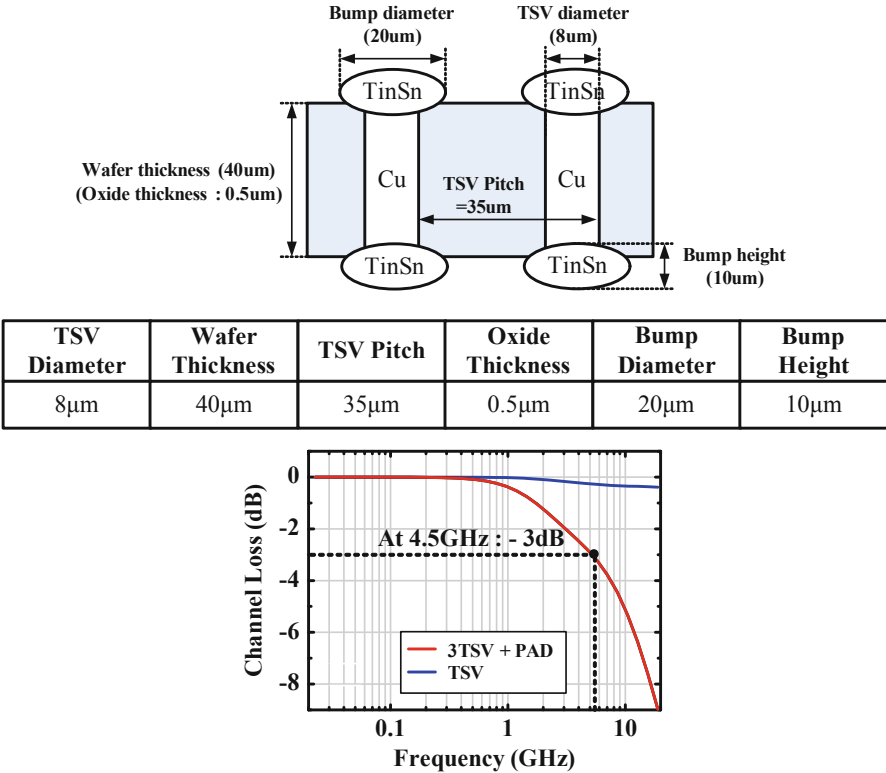 Bump diameter
(20um)
TSV diameter
(8um)
TinSn
TinSn
Wafer thickness (40um)
(Oxide thickness : 0.5um)
Cu
TSV Pitch
=35um
Cu
TinSn
TinSn
Bump height
(10um)
TSV Diameter Wafer Thickness TSV Pitch Oxide Thickness Bump Diameter Bump Height
8μm 40μm 35μm 0.5μm 20μm 10μm
Channel Loss (dB)
0
-2
At 4.5GHz : - 3dB
-4
-6
3TSV + PAD
TSV
-8
0.1 1 10
Frequency (GHz)